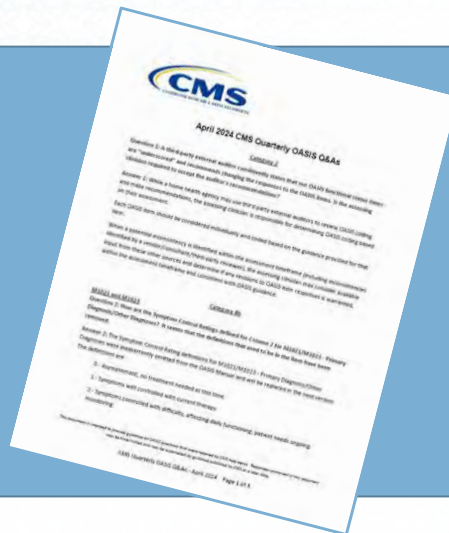 CMS
April 2024 CMS Quarterly OASIS Q&As
Category 2
Question 1: A third-party external auditor consistently states that our OASIS functional status items
are "underscored" and recommends changing the responses to the OASIS items. Is the assessing
clinician required to accept the auditor's recommendations?
Answer 1: While a home health agency may use third-party external auditors to review OASIS coding
and make recommendations, the assessing clinician is responsible for determining OASIS coding based
on their assessment.
Each OASIS item should be considered individually and coded based on the guidance provided for that
item.
When a potential inconsistency is identified within the assessment timeframe (including inconsistencies
identified by a vendor/consultant/third-party reviewer), the assessing clinician may consider available
input from these other sources and determine if any revisions to OASIS item responses is warranted,
within the assessment timeframe and consistent with OASIS guidance.
Category 4b
M1021 and M1023
Question 2: How are the Symptom Control Ratings defined for Column 2 for M1021/M1023 - Primary
Diagnosis/Other Diagnoses? It seems that the definitions that used to be in the item have been
removed.
Answer 2: The Symptom Control Rating definitions for M1021/M1023 - Primary Diagnosis/Other
Diagnoses were inadvertently deleted from the OASIS Manual and will be replaced in the next version.
The definitions are:
0 - Asymptomatic, no treatment needed at this time
1 - Symptoms well controlled with current therapy
2 - Symptoms controlled with difficulty, affecting daily functioning; patient needs ongoing
monitoring
CMS Quarterly OASIS Q&As - April 2024 Page 1 of 5